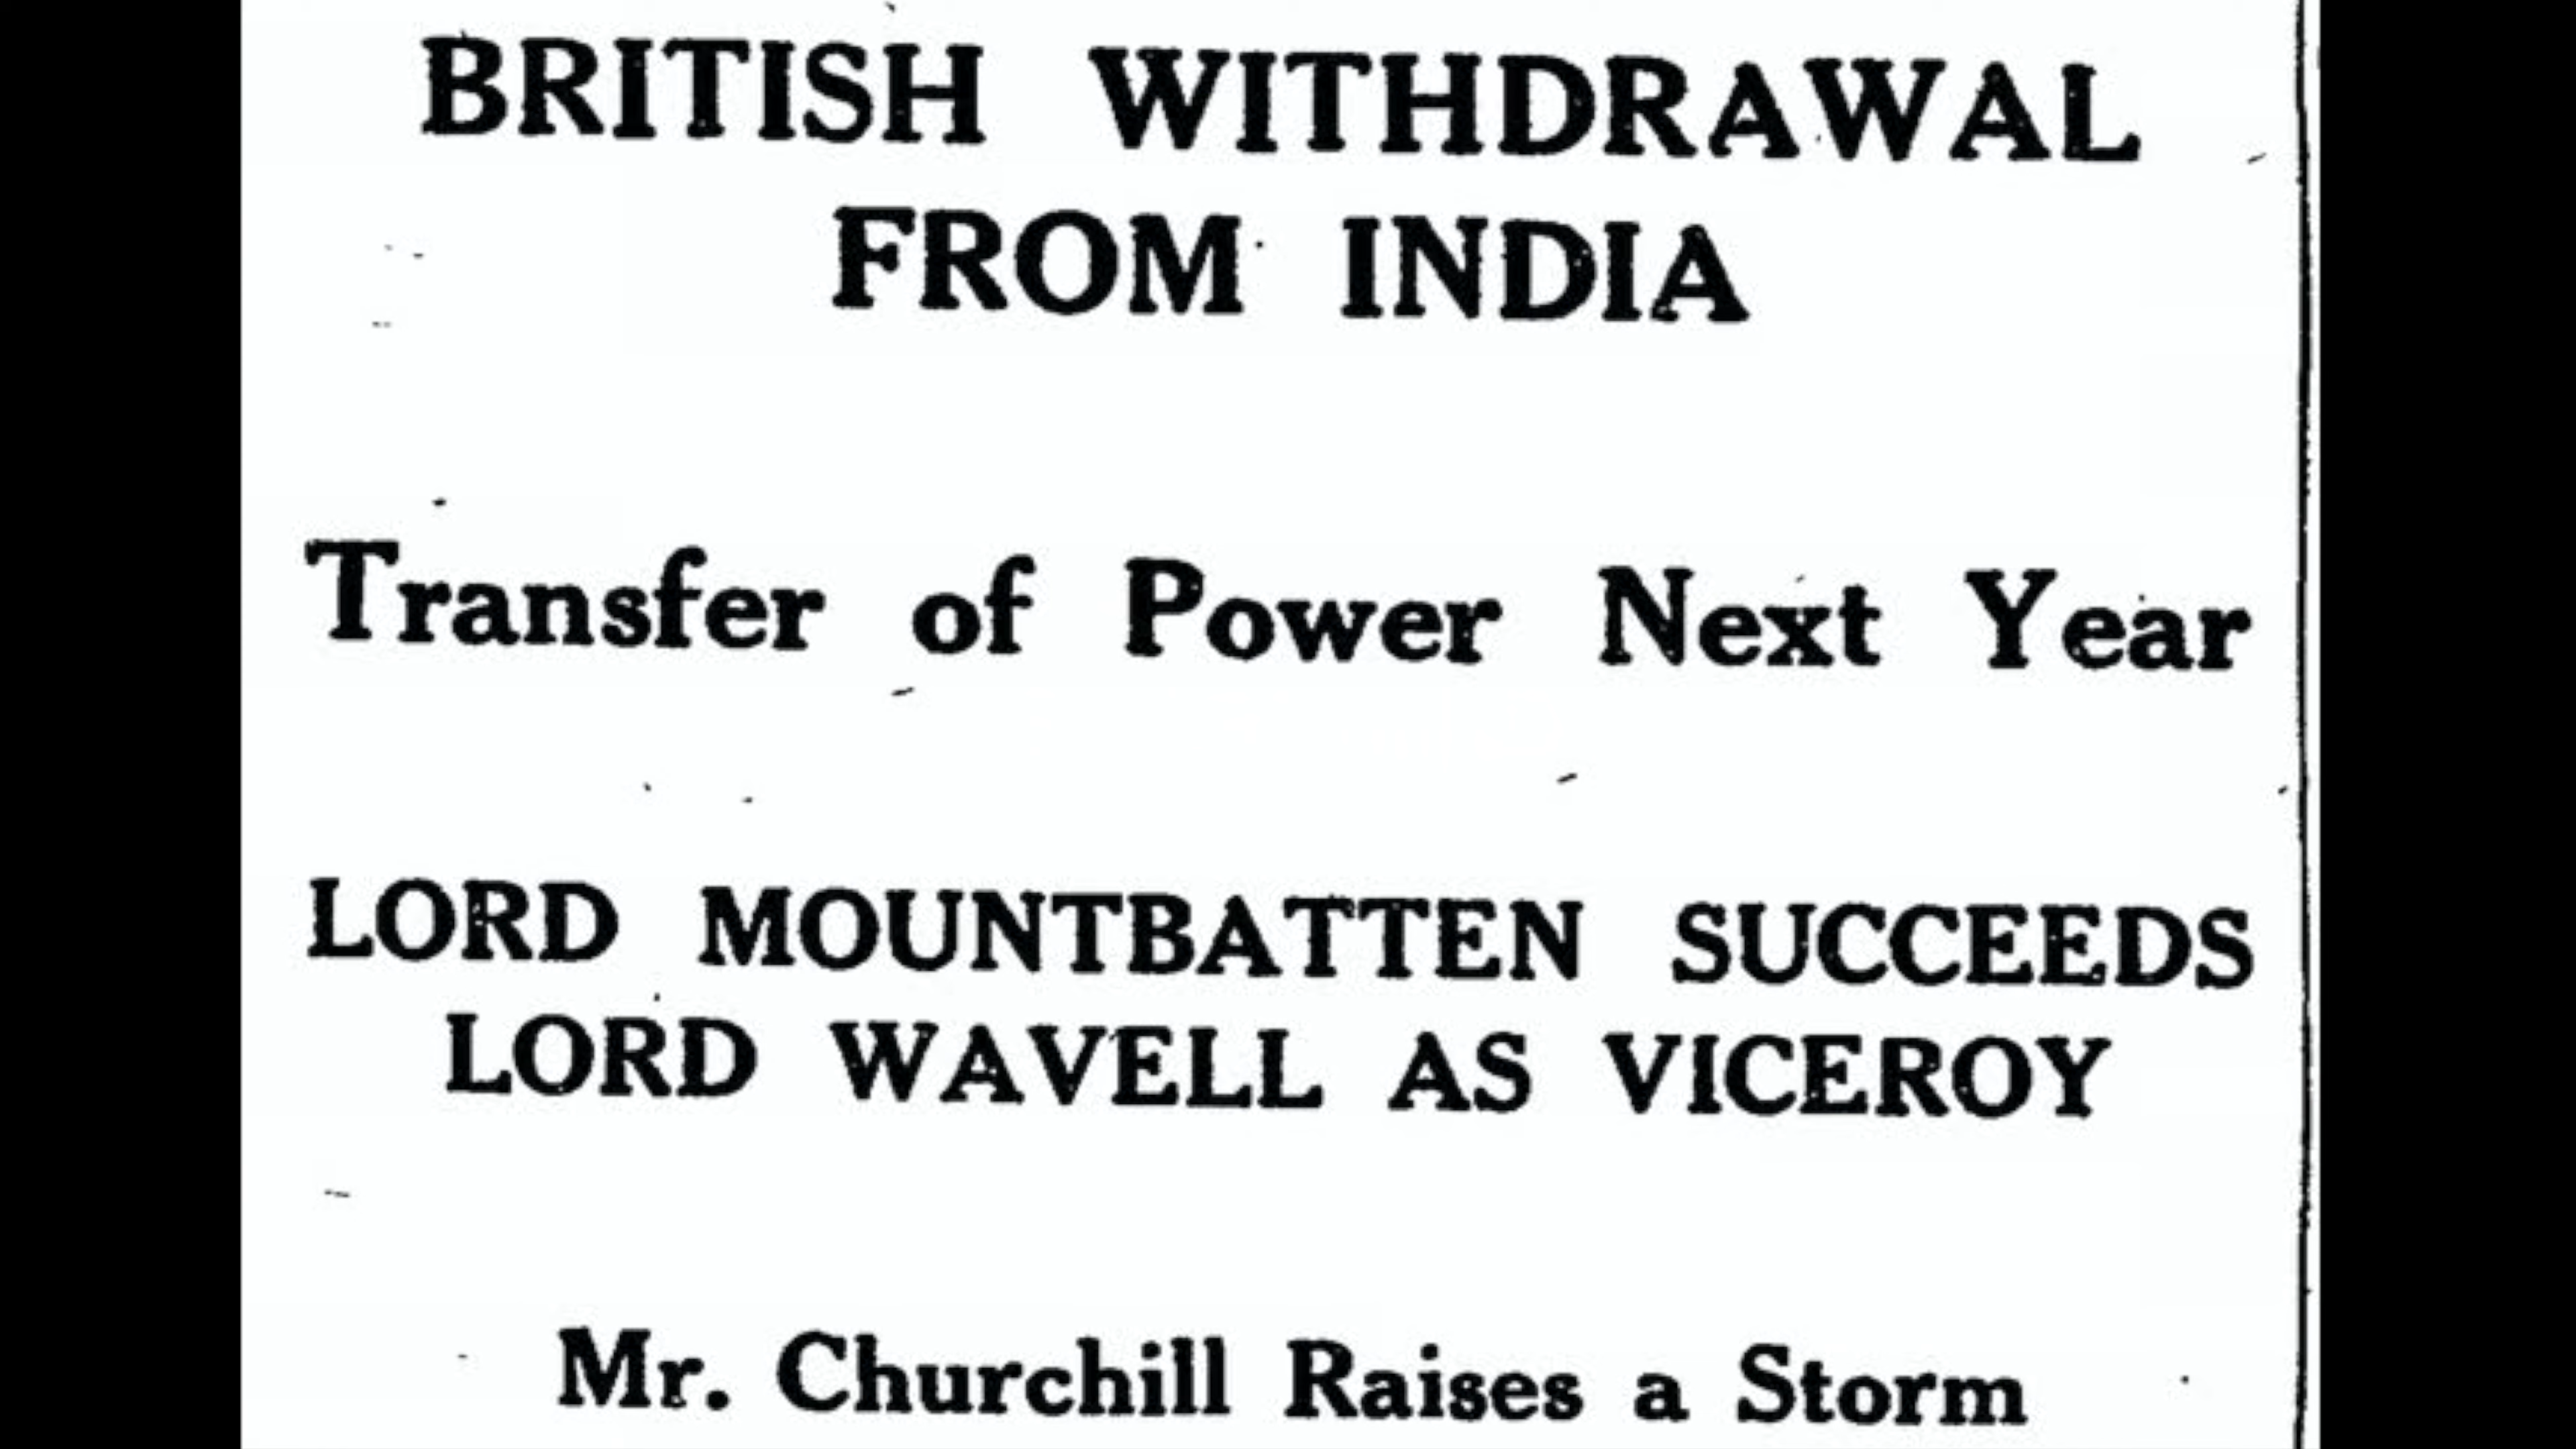 BRITISH WITHDRAWAL
FROM INDIA
Transfer of Power Next Year
LORD MOUNTBATTEN SUCCEEDS
LORD WAVELL AS VICEROY
Mr. Churchill Raises a Storm